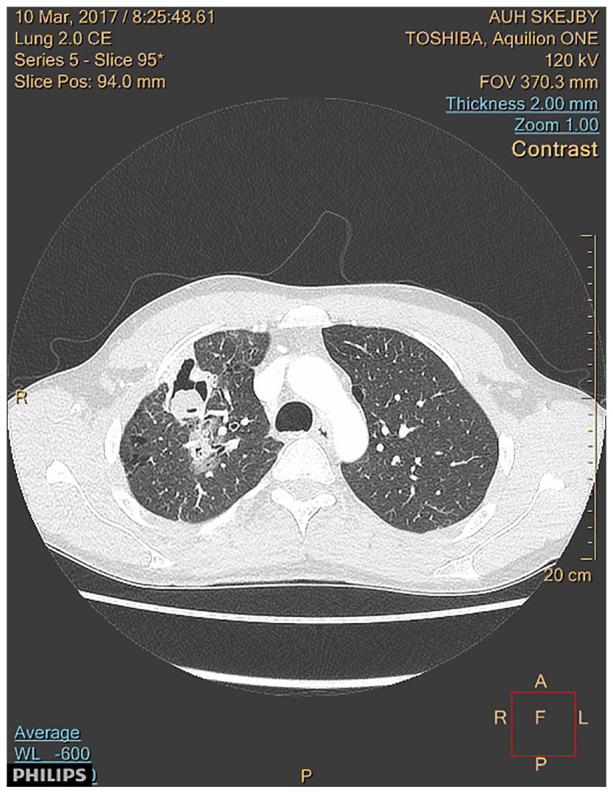 10 Mar, 2017 / 8:25:48.61
Lung 2.0 CE
Series 5 - Slice 95*
Slice Pos: 94.0 mm
AUH SKEJBY
TOSHIBA, Aquilion ONE
120 kV
FOV 370.3 mm
Thickness 2.00 mm
Zoom 1.00
Contrast
R
20 cm
A
R F L
P
Average
WL -600
PHILIPS
P